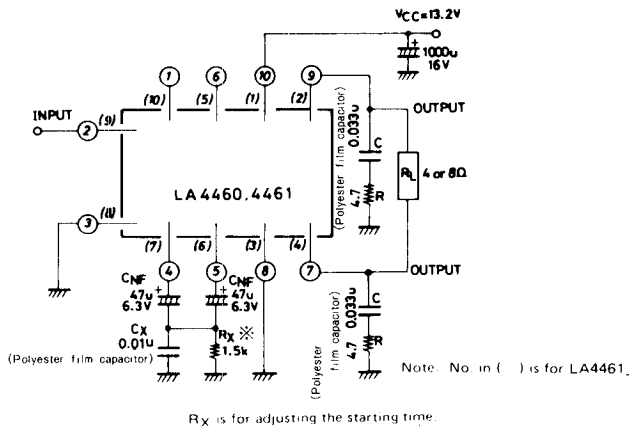 VCC=13.2V
+
1000u
16V
1
6
10
9
(10)
(5)
(1)
(2)
OUTPUT
INPUT
2
(9)
(Polyester film capacitor)
0.033u
C
4.7
R
RL
4 or 8Ω
LA4460,4461
3
(8)
(7)
(6)
(3)
(4)
4
5
8
7
OUTPUT
CNF
+
47u
6.3V
CNF
+
47u
6.3V
CX
0.01u
(Polyester film capacitor)
RX ※
1.5k
(Polyester film capacitor)
0.033u
C
4.7
R
Note. No. in ( ) is for LA4461.
RX is for adjusting the starting time.